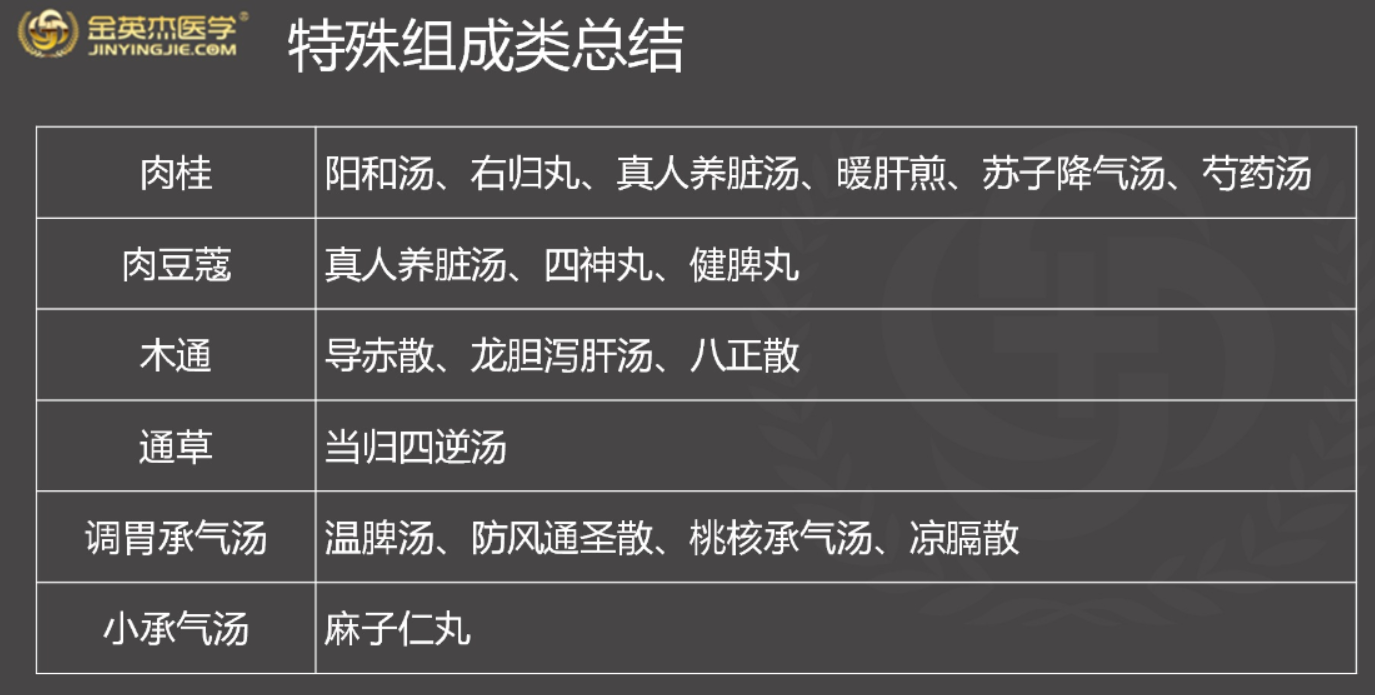 金英杰医学®
JINYINGJIE.COM
特殊组成类总结
肉桂
阳和汤、右归丸、真人养脏汤、暖肝煎、苏子降气汤、芍药汤
肉豆蔻
真人养脏汤、四神丸、健脾丸
木通
导赤散、龙胆泻肝汤、八正散
通草
当归四逆汤
调胃承气汤
温脾汤、防风通圣散、桃核承气汤、凉膈散
小承气汤
麻子仁丸